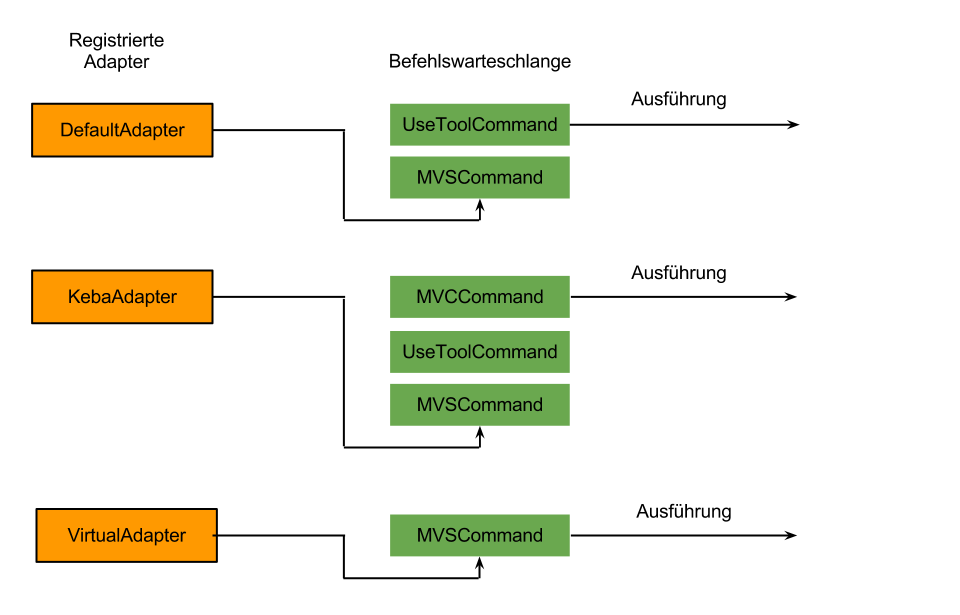 Registrierte
Adapter
Befehlswarteschlange
Ausführung
DefaultAdapter
UseToolCommand
MVSCommand
Ausführung
KebaAdapter
MVCCommand
UseToolCommand
MVSCommand
Ausführung
VirtualAdapter
MVSCommand